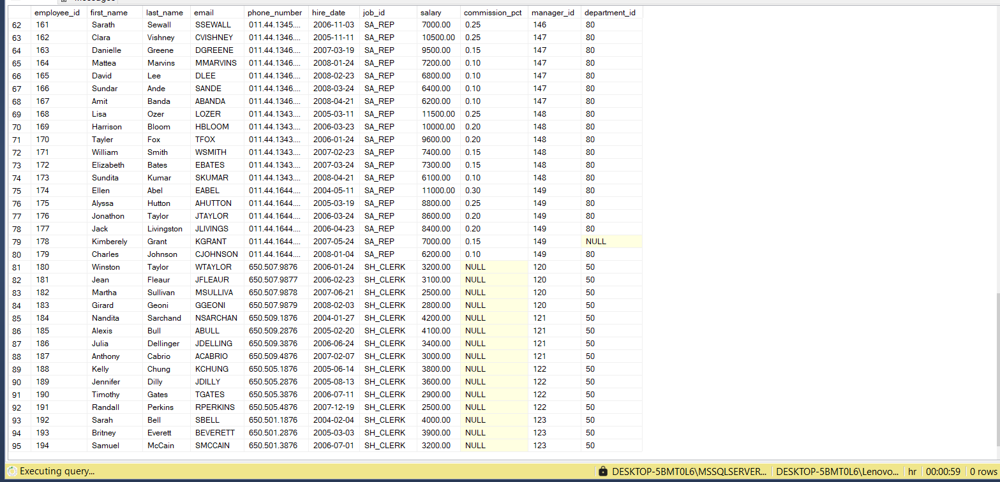 Messages
employee_id first_name last_name email phone_number hire_date job_id salary commission_pct manager_id department_id
62 161 Sarath Sewall SSEWALL 011.44.1345.... 2006-11-03 SA_REP 7000.00 0.25 146 80
63 162 Clara Vishney CVISHNEY 011.44.1346.... 2005-11-11 SA_REP 10500.00 0.25 147 80
64 163 Danielle Greene DGREENE 011.44.1346.... 2007-03-19 SA_REP 9500.00 0.15 147 80
65 164 Mattea Marvins MMARVINS 011.44.1346.... 2008-01-24 SA_REP 7200.00 0.10 147 80
66 165 David Lee DLEE 011.44.1346.... 2008-02-23 SA_REP 6800.00 0.10 147 80
67 166 Sundar Ande SANDE 011.44.1346.... 2008-03-24 SA_REP 6400.00 0.10 147 80
68 167 Amit Banda ABANDA 011.44.1346.... 2008-04-21 SA_REP 6200.00 0.10 147 80
69 168 Lisa Ozer LOZER 011.44.1343.... 2005-03-11 SA_REP 11500.00 0.25 148 80
70 169 Harrison Bloom HBLOOM 011.44.1343.... 2006-03-23 SA_REP 10000.00 0.20 148 80
71 170 Tayler Fox TFOX 011.44.1343.... 2006-01-24 SA_REP 9600.00 0.20 148 80
72 171 William Smith WSMITH 011.44.1343.... 2007-02-23 SA_REP 7400.00 0.15 148 80
73 172 Elizabeth Bates EBATES 011.44.1343.... 2007-03-24 SA_REP 7300.00 0.15 148 80
74 173 Sundita Kumar SKUMAR 011.44.1343.... 2008-04-21 SA_REP 6100.00 0.10 148 80
75 174 Ellen Abel EABEL 011.44.1644.... 2004-05-11 SA_REP 11000.00 0.30 149 80
76 175 Alyssa Hutton AHUTTON 011.44.1644.... 2005-03-19 SA_REP 8800.00 0.25 149 80
77 176 Jonathon Taylor JTAYLOR 011.44.1644.... 2006-03-24 SA_REP 8600.00 0.20 149 80
78 177 Jack Livingston JLIVINGS 011.44.1644.... 2006-04-23 SA_REP 8400.00 0.20 149 80
79 178 Kimberely Grant KGRANT 011.44.1644.... 2007-05-24 SA_REP 7000.00 0.15 149 NULL
80 179 Charles Johnson CJOHNSON 011.44.1644.... 2008-01-04 SA_REP 6200.00 0.10 149 80
81 180 Winston Taylor WTAYLOR 650.507.9876 2006-01-24 SH_CLERK 3200.00 NULL 120 50
82 181 Jean Fleaur JFLEAUR 650.507.9877 2006-02-23 SH_CLERK 3100.00 NULL 120 50
83 182 Martha Sullivan MSULLIVA 650.507.9878 2007-06-21 SH_CLERK 2500.00 NULL 120 50
84 183 Girard Geoni GGEONI 650.507.9879 2008-02-03 SH_CLERK 2800.00 NULL 120 50
85 184 Nandita Sarchand NSARCHAN 650.509.1876 2004-01-27 SH_CLERK 4200.00 NULL 121 50
86 185 Alexis Bull ABULL 650.509.2876 2005-02-20 SH_CLERK 4100.00 NULL 121 50
87 186 Julia Dellinger JDELLING 650.509.3876 2006-06-24 SH_CLERK 3400.00 NULL 121 50
88 187 Anthony Cabrio ACABRIO 650.509.4876 2007-02-07 SH_CLERK 3000.00 NULL 121 50
89 188 Kelly Chung KCHUNG 650.505.1876 2005-06-14 SH_CLERK 3800.00 NULL 122 50
90 189 Jennifer Dilly JDILLY 650.505.2876 2005-08-13 SH_CLERK 3600.00 NULL 122 50
91 190 Timothy Gates TGATES 650.505.3876 2006-07-11 SH_CLERK 2900.00 NULL 122 50
92 191 Randall Perkins RPERKINS 650.505.4876 2007-12-19 SH_CLERK 2500.00 NULL 122 50
93 192 Sarah Bell SBELL 650.501.1876 2004-02-04 SH_CLERK 4000.00 NULL 123 50
94 193 Britney Everett BEVERETT 650.501.2876 2005-03-03 SH_CLERK 3900.00 NULL 123 50
95 194 Samuel McCain SMCCAIN 650.501.3876 2006-07-01 SH_CLERK 3200.00 NULL 123 50
Executing query... DESKTOP-5BMT0L6\MSSQLSERVER... DESKTOP-5BMT0L6\Lenovo... hr 00:00:59 0 rows